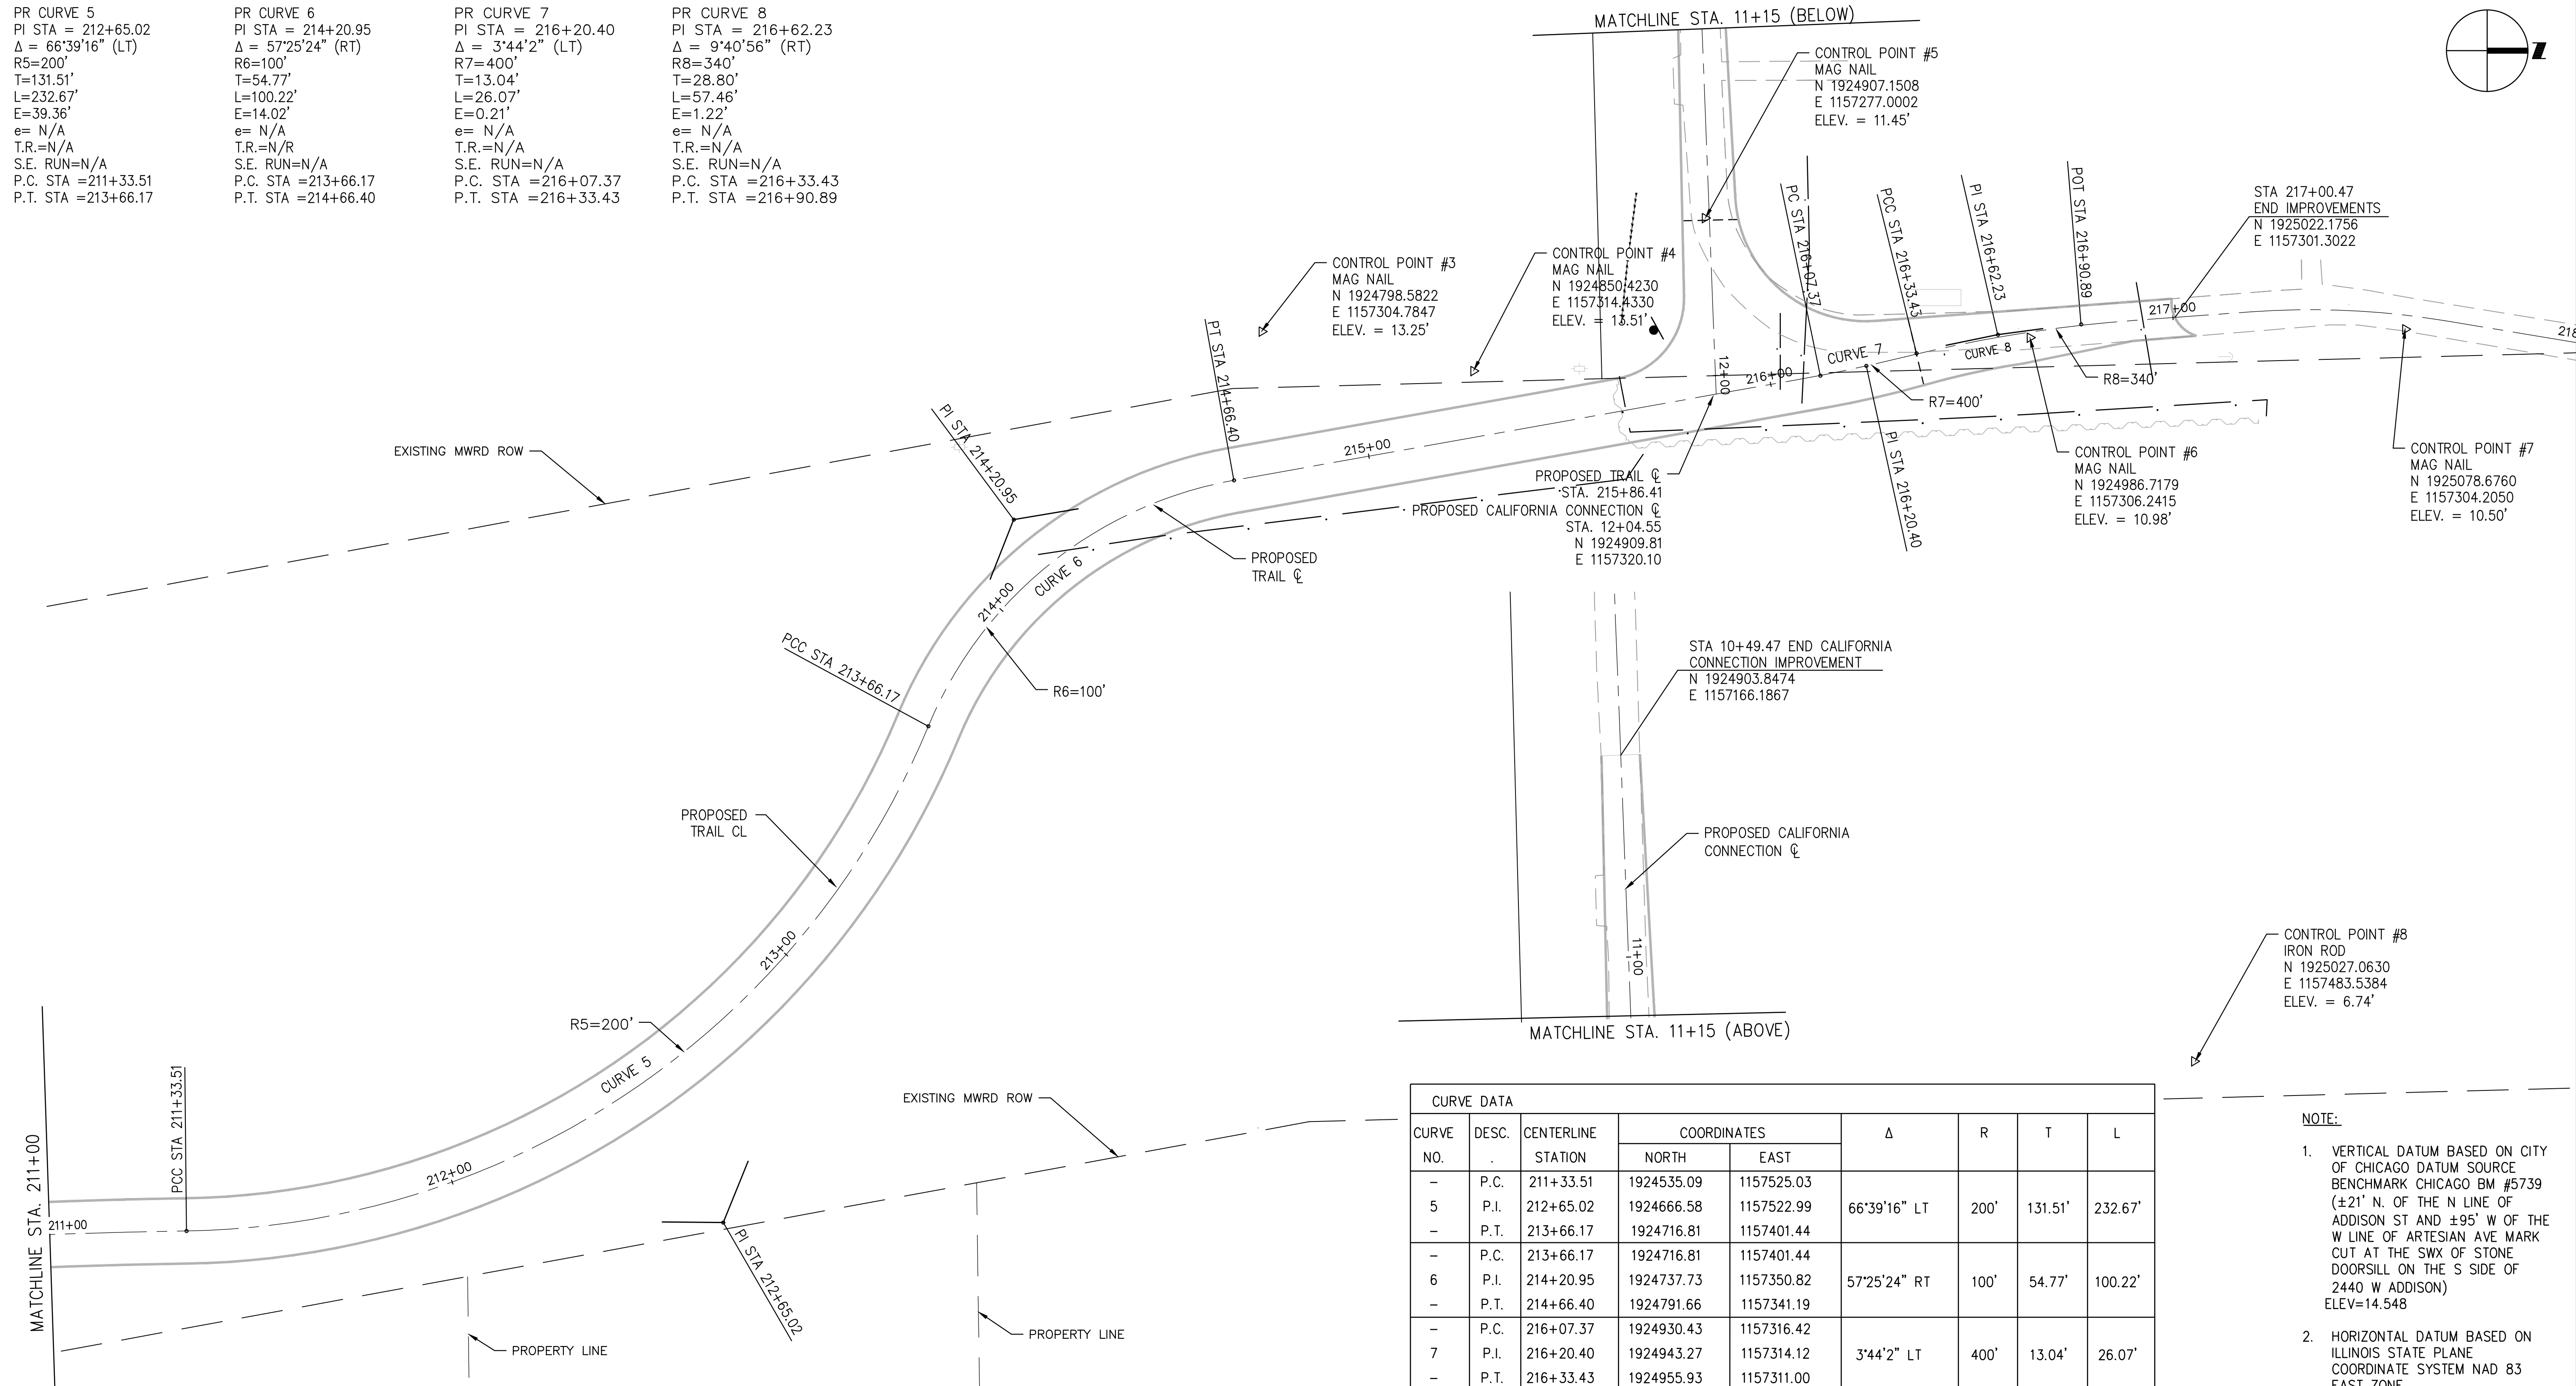 PR CURVE 5
PI STA = 212+65.02
Δ = 66°39'16" (LT)
R5=200'
T=131.51'
L=232.67'
E=39.36'
e= N/A
T.R.=N/A
S.E. RUN=N/A
P.C. STA =211+33.51
P.T. STA =213+66.17
PR CURVE 6
PI STA = 214+20.95
Δ = 57°25'24" (RT)
R6=100'
T=54.77'
L=100.22'
E=14.02'
e= N/A
T.R.=N/R
S.E. RUN=N/A
P.C. STA =213+66.17
P.T. STA =214+66.40
PR CURVE 7
PI STA = 216+20.40
Δ = 3°44'2" (LT)
R7=400'
T=13.04'
L=26.07'
E=0.21'
e= N/A
T.R.=N/A
S.E. RUN=N/A
P.C. STA =216+07.37
P.T. STA =216+33.43
PR CURVE 8
PI STA = 216+62.23
Δ = 9°40'56" (RT)
R8=340'
T=28.80'
L=57.46'
E=1.22'
e= N/A
T.R.=N/A
S.E. RUN=N/A
P.C. STA =216+33.43
P.T. STA =216+90.89
MATCHLINE STA. 11+15 (BELOW)
Z
CONTROL POINT #5
MAG NAIL
N 1924907.1508
E 1157277.0002
ELEV. = 11.45'
CONTROL POINT #3
MAG NAIL
N 1924798.5822
E 1157304.7847
ELEV. = 13.25'
CONTROL POINT #4
MAG NAIL
N 1924850.4230
E 1157314.4330
ELEV. = 13.51'
PC STA 216+07.37
PCC STA 216+33.43
PI STA 216+62.23
POT STA 216+90.89
STA 217+00.47
END IMPROVEMENTS
N 1925022.1756
E 1157301.3022
217+00
218
CURVE 7
CURVE 8
216+00
12+00
R8=340'
R7=400'
PI STA 216+20.40
PT STA 214+66.40
215+00
PI STA 214+20.95
EXISTING MWRD ROW
PROPOSED TRAIL ℄
STA. 215+86.41
PROPOSED CALIFORNIA CONNECTION ℄
STA. 12+04.55
N 1924909.81
E 1157320.10
CONTROL POINT #6
MAG NAIL
N 1924986.7179
E 1157306.2415
ELEV. = 10.98'
CONTROL POINT #7
MAG NAIL
N 1925078.6760
E 1157304.2050
ELEV. = 10.50'
PROPOSED
TRAIL ℄
CURVE 6
214+00
PCC STA 213+66.17
R6=100'
STA 10+49.47 END CALIFORNIA
CONNECTION IMPROVEMENT
N 1924903.8474
E 1157166.1867
PROPOSED
TRAIL CL
PROPOSED CALIFORNIA
CONNECTION ℄
213+00
11+00
CONTROL POINT #8
IRON ROD
N 1925027.0630
E 1157483.5384
ELEV. = 6.74'
MATCHLINE STA. 11+15 (ABOVE)
R5=200'
CURVE 5
PCC STA 211+33.51
212+00
211+00
MATCHLINE STA. 211+00
EXISTING MWRD ROW
PI STA 212+65.02
PROPERTY LINE
PROPERTY LINE
CURVE DATA
CURVE NO. DESC. . CENTERLINE STATION COORDINATES NORTH EAST Δ R T L
– P.C. 211+33.51 1924535.09 1157525.03
5 P.I. 212+65.02 1924666.58 1157522.99 66°39'16" LT 200' 131.51' 232.67'
– P.T. 213+66.17 1924716.81 1157401.44
– P.C. 213+66.17 1924716.81 1157401.44
6 P.I. 214+20.95 1924737.73 1157350.82 57°25'24" RT 100' 54.77' 100.22'
– P.T. 214+66.40 1924791.66 1157341.19
– P.C. 216+07.37 1924930.43 1157316.42
7 P.I. 216+20.40 1924943.27 1157314.12 3°44'2" LT 400' 13.04' 26.07'
– P.T. 216+33.43 1924955.93 1157311.00
NOTE:
1. VERTICAL DATUM BASED ON CITY
OF CHICAGO DATUM SOURCE
BENCHMARK CHICAGO BM #5739
(±21' N. OF THE N LINE OF
ADDISON ST AND ±95' W OF THE
W LINE OF ARTESIAN AVE MARK
CUT AT THE SWX OF STONE
DOORSILL ON THE S SIDE OF
2440 W ADDISON)
ELEV=14.548
2. HORIZONTAL DATUM BASED ON
ILLINOIS STATE PLANE
COORDINATE SYSTEM NAD 83
EAST ZONE